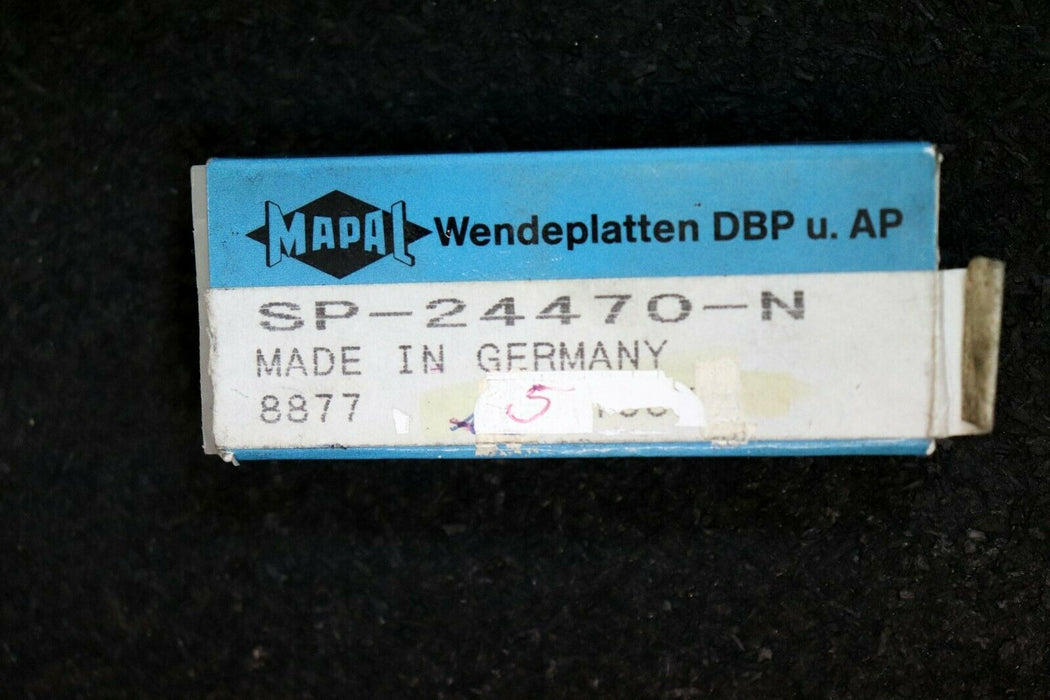 MAPAL Wendeplatten DBP u. AP
SP-24470-N
MADE IN GERMANY
8877 5